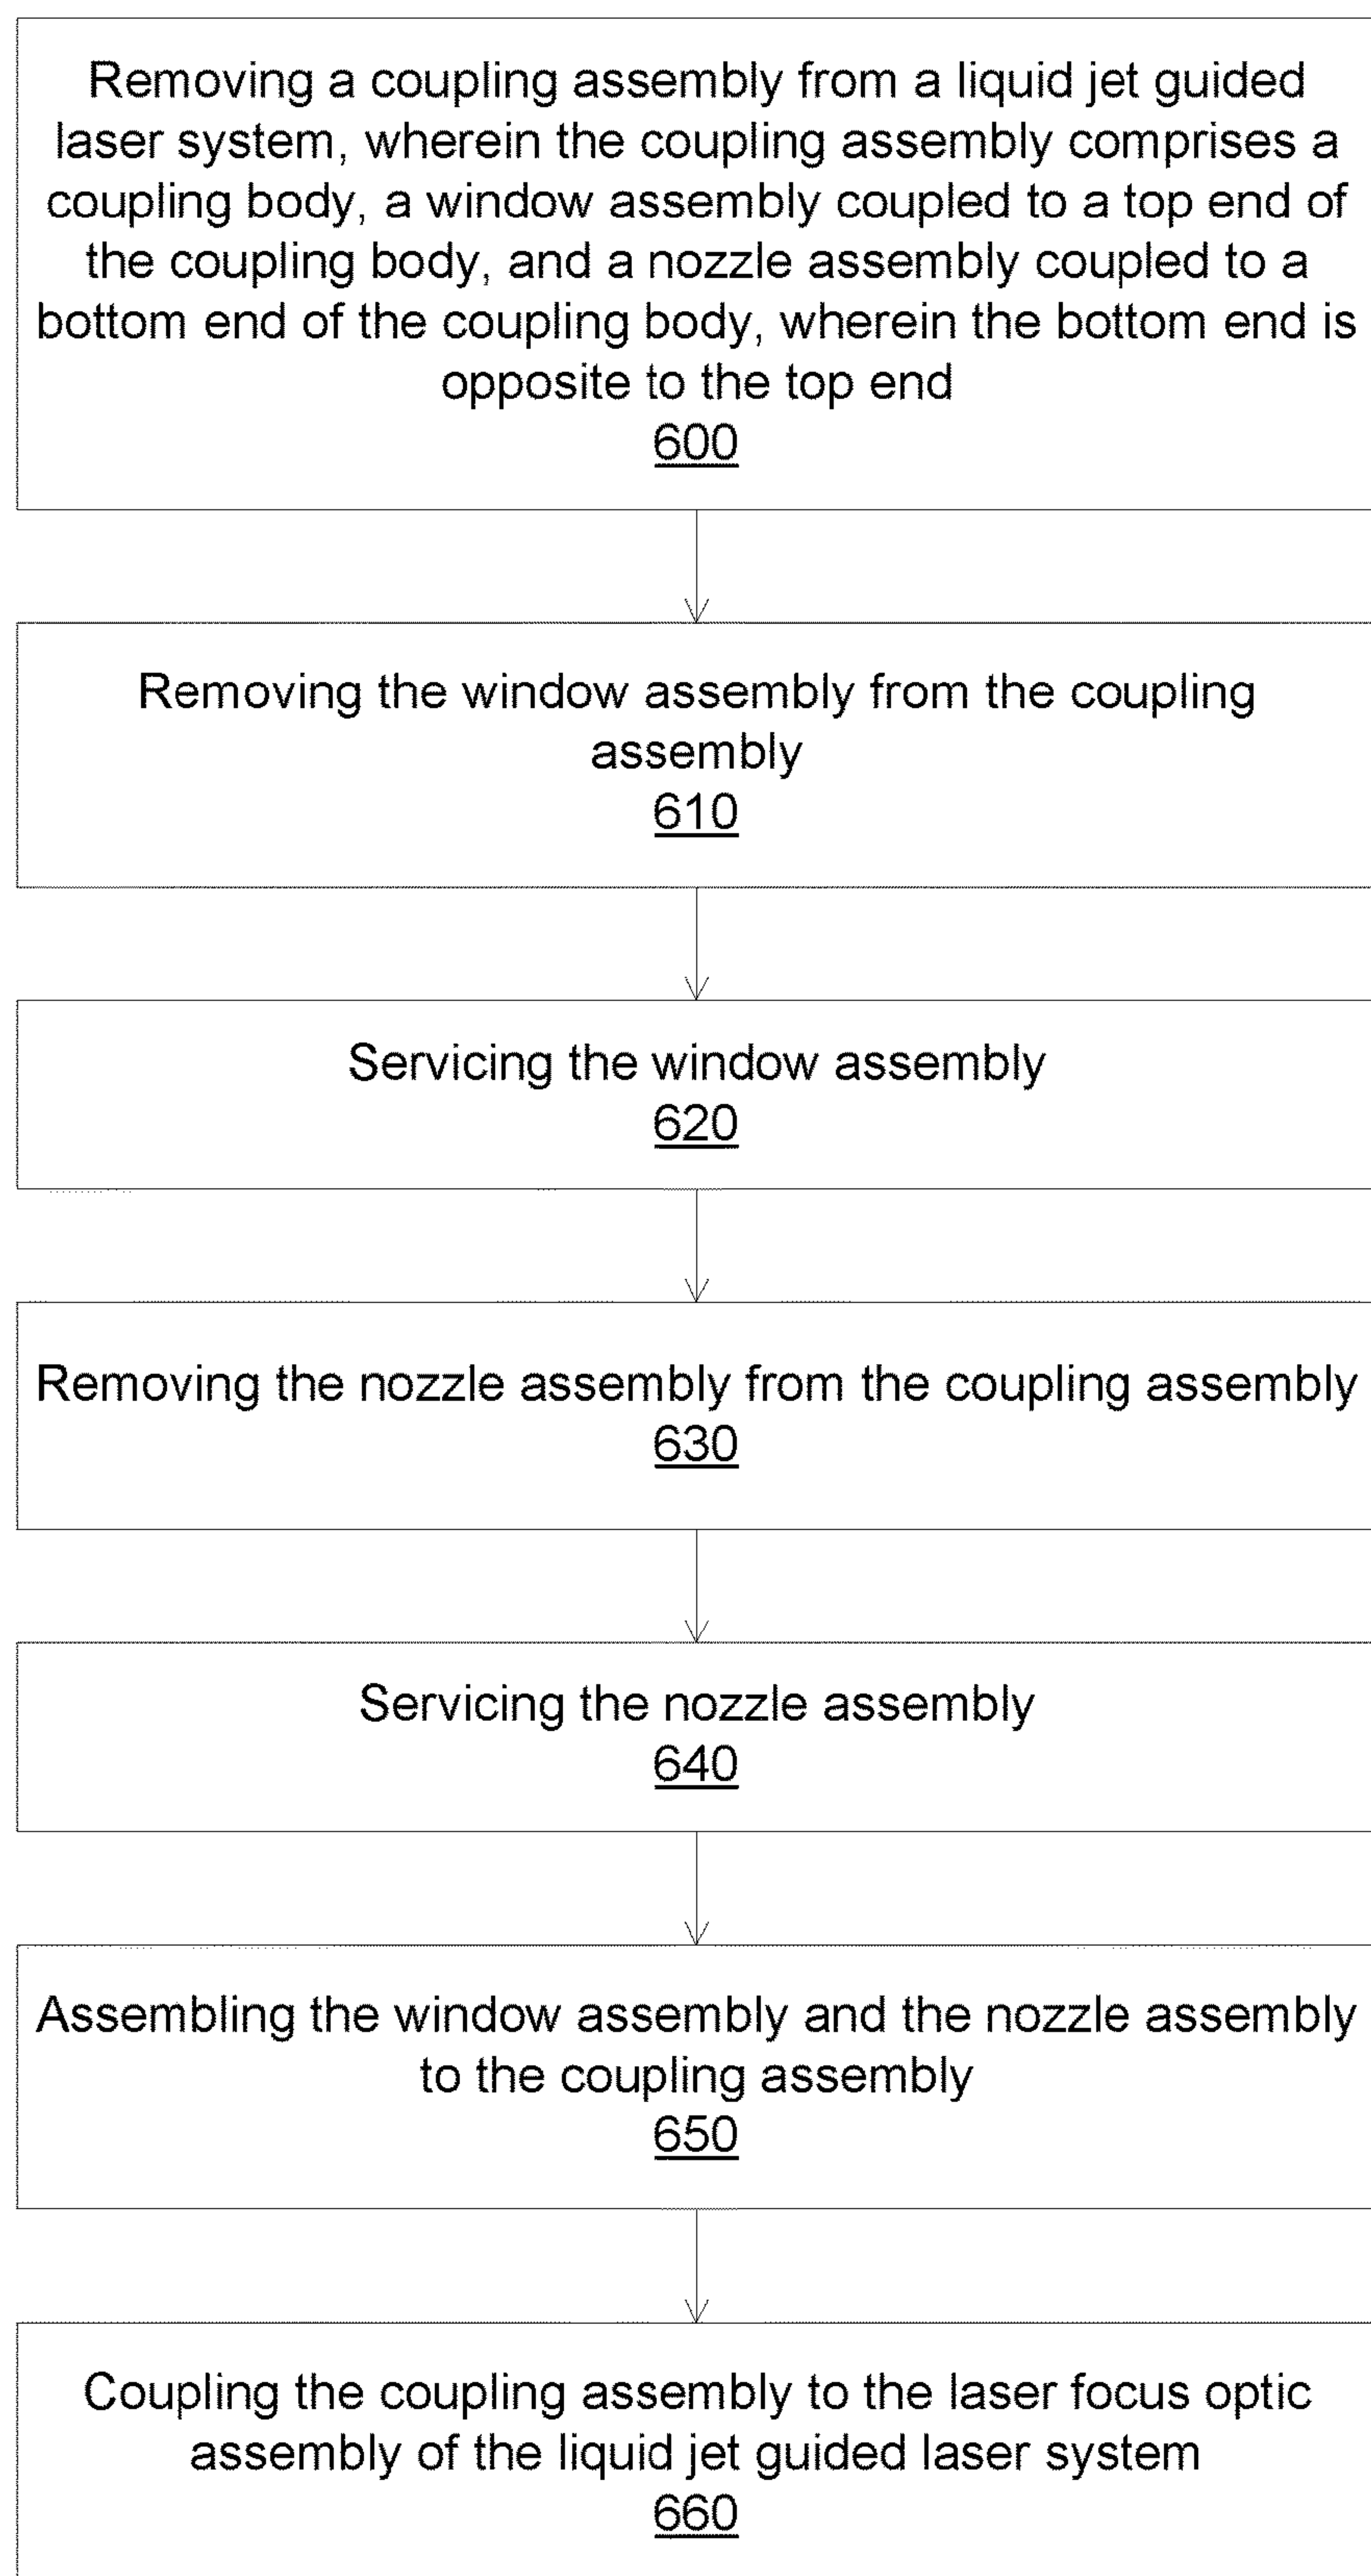 Removing a coupling assembly from a liquid jet guided
laser system, wherein the coupling assembly comprises a
coupling body, a window assembly coupled to a top end of
the coupling body, and a nozzle assembly coupled to a
bottom end of the coupling body, wherein the bottom end is
opposite to the top end
600
Removing the window assembly from the coupling
assembly
610
Servicing the window assembly
620
Removing the nozzle assembly from the coupling assembly
630
Servicing the nozzle assembly
640
Assembling the window assembly and the nozzle assembly
to the coupling assembly
650
Coupling the coupling assembly to the laser focus optic
assembly of the liquid jet guided laser system
660